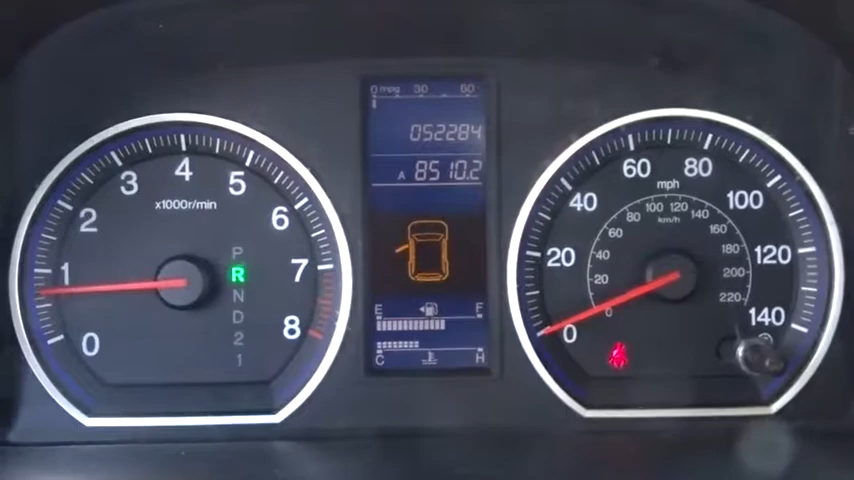 0 mpg 30 60
052284
A 8510.2
E F
C H
0 1 2 3 4 5 6 7 8
x1000r/min
P
R
N
D
2
1
0 20 40 60 80 100 120 140
mph
0 20 40 60 80 100 120 140 160 180 200 220
km/h